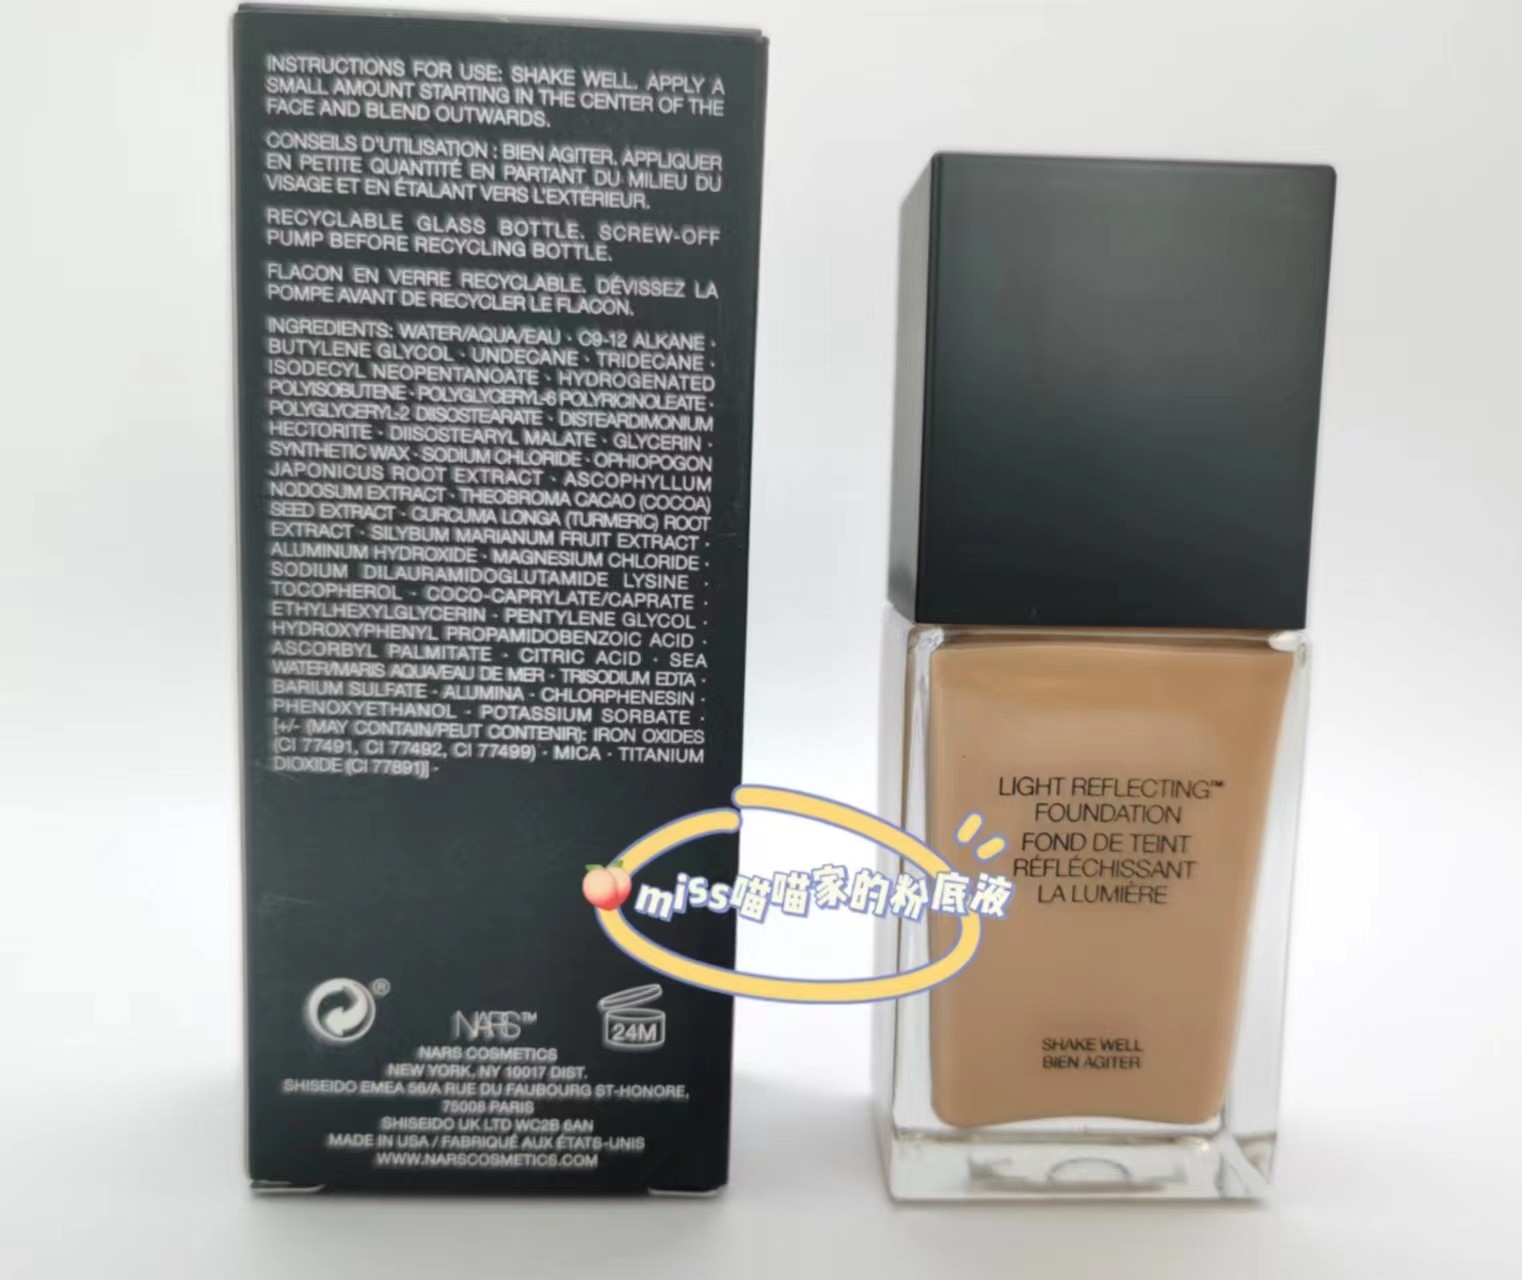 INSTRUCTIONS FOR USE: SHAKE WELL. APPLY A
SMALL AMOUNT STARTING IN THE CENTER OF THE
FACE AND BLEND OUTWARDS.
CONSEILS D'UTILISATION : BIEN AGITER. APPLIQUER
EN PETITE QUANTITÉ EN PARTANT DU MILIEU DU
VISAGE ET EN ÉTALANT VERS L'EXTÉRIEUR.
RECYCLABLE GLASS BOTTLE. SCREW-OFF
PUMP BEFORE RECYCLING BOTTLE.
FLACON EN VERRE RECYCLABLE. DÉVISSEZ LA
POMPE AVANT DE RECYCLER LE FLACON.
INGREDIENTS: WATER/AQUA/EAU · C9-12 ALKANE ·
BUTYLENE GLYCOL · UNDECANE · TRIDECANE ·
ISODECYL NEOPENTANOATE · HYDROGENATED
POLYISOBUTENE · POLYGLYCERYL-6 POLYRICINOLEATE ·
POLYGLYCERYL-2 DIISOSTEARATE · DISTEARDIMONIUM
HECTORITE · DIISOSTEARYL MALATE · GLYCERIN ·
SYNTHETIC WAX · SODIUM CHLORIDE · OPHIOPOGON
JAPONICUS ROOT EXTRACT · ASCOPHYLLUM
NODOSUM EXTRACT · THEOBROMA CACAO (COCOA)
SEED EXTRACT · CURCUMA LONGA (TURMERIC) ROOT
EXTRACT · SILYBUM MARIANUM FRUIT EXTRACT ·
ALUMINUM HYDROXIDE · MAGNESIUM CHLORIDE ·
SODIUM DILAURAMIDOGLUTAMIDE LYSINE ·
TOCOPHEROL · COCO-CAPRYLATE/CAPRATE ·
ETHYLHEXYLGLYCERIN · PENTYLENE GLYCOL ·
HYDROXYPHENYL PROPAMIDOBENZOIC ACID ·
ASCORBYL PALMITATE · CITRIC ACID · SEA
WATER/MARIS AQUA/EAU DE MER · TRISODIUM EDTA ·
BARIUM SULFATE · ALUMINA · CHLORPHENESIN ·
PHENOXYETHANOL · POTASSIUM SORBATE ·
[+/- (MAY CONTAIN/PEUT CONTENIR): IRON OXIDES
(CI 77491, CI 77492, CI 77499) · MICA · TITANIUM
DIOXIDE (CI 77891)] ·
®
NARS™
24M
NARS COSMETICS
NEW YORK, NY 10017 DIST.
SHISEIDO EMEA 56/A RUE DU FAUBOURG ST-HONORE,
75008 PARIS
SHISEIDO UK LTD WC2B 6AN
MADE IN USA / FABRIQUÉ AUX ÉTATS-UNIS
WWW.NARSCOSMETICS.COM
miss喵喵家的粉底液
LIGHT REFLECTING™
FOUNDATION
FOND DE TEINT
RÉFLÉCHISSANT
LA LUMIÈRE
SHAKE WELL
BIEN AGITER